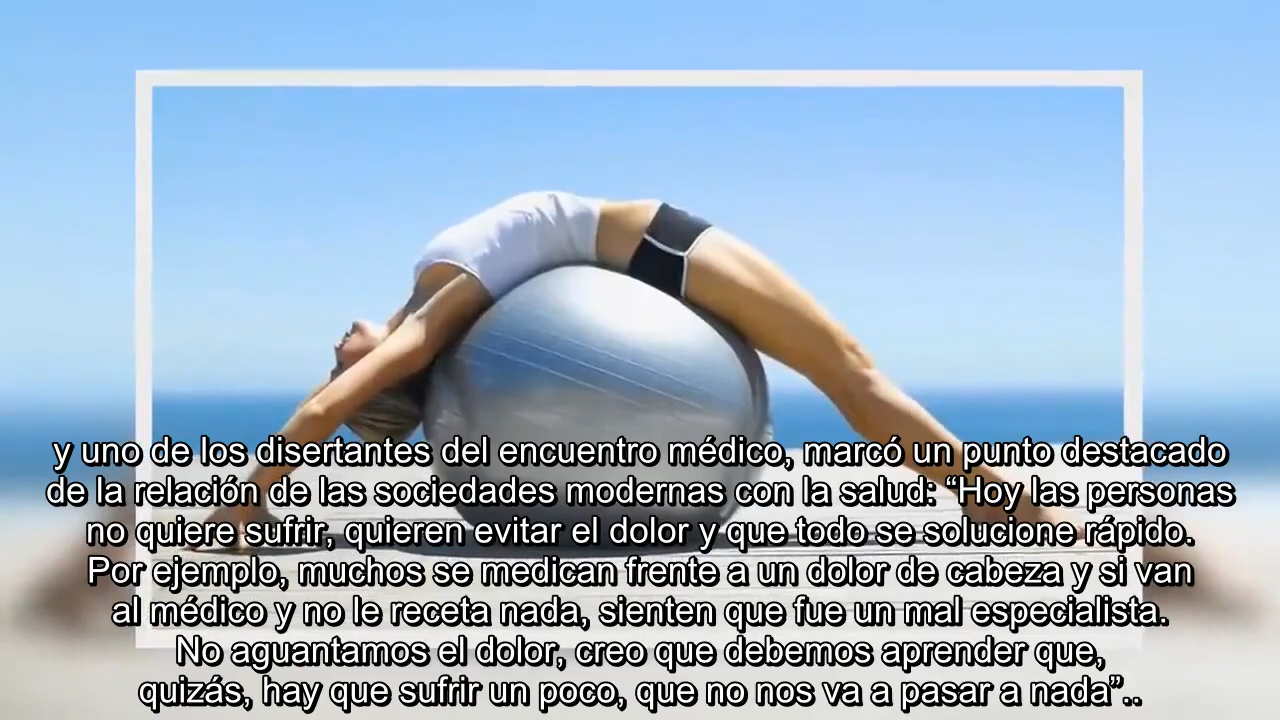 y uno de los disertantes del encuentro médico, marcó un punto destacado
de la relación de las sociedades modernas con la salud: “Hoy las personas
no quiere sufrir, quieren evitar el dolor y que todo se solucione rápido.
Por ejemplo, muchos se medican frente a un dolor de cabeza y si van
al médico y no le receta nada, sienten que fue un mal especialista.
No aguantamos el dolor, creo que debemos aprender que,
quizás, hay que sufrir un poco, que no nos va a pasar a nada”..